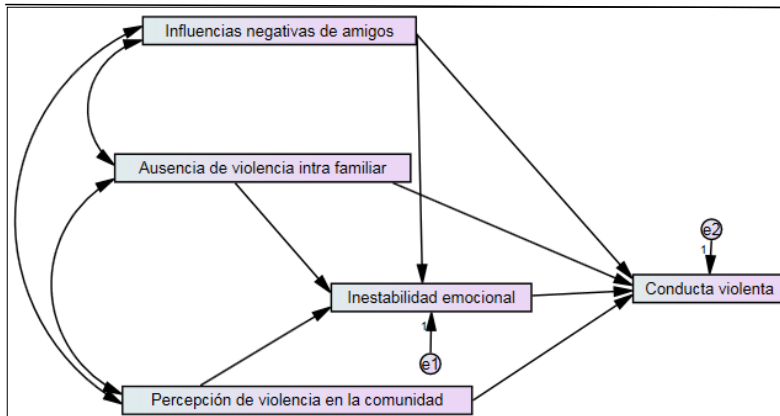 Influencias negativas de amigos
Ausencia de violencia intra familiar
e2
1
Conducta violenta
Inestabilidad emocional
1
e1
Percepción de violencia en la comunidad